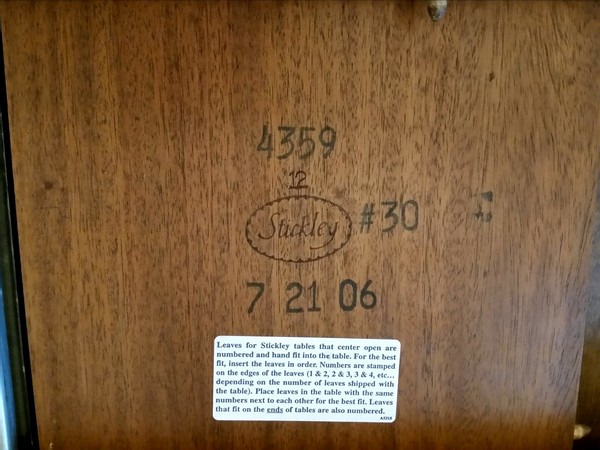 4359
12
Stickley #30
7 21 06
Leaves for Stickley tables that center open are
numbered and hand fit into the table. For the best
fit, insert the leaves in order. Numbers are stamped
on the edges of the leaves (1 & 2, 2 & 3, 3 & 4, etc...
depending on the number of leaves shipped with
the table). Place leaves in the table with the same
numbers next to each other for the best fit. Leaves
that fit on the ends of tables are also numbered.